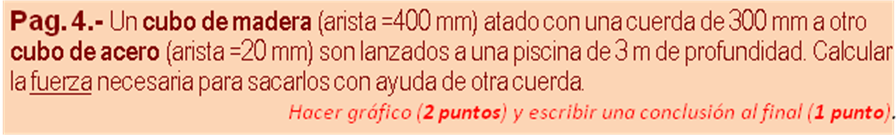 Pag. 4.- Un cubo de madera (arista =400 mm) atado con una cuerda de 300 mm a otro
cubo de acero (arista =20 mm) son lanzados a una piscina de 3 m de profundidad. Calcular
la fuerza necesaria para sacarlos con ayuda de otra cuerda.
Hacer gráfico (2 puntos) y escribir una conclusión al final (1 punto).